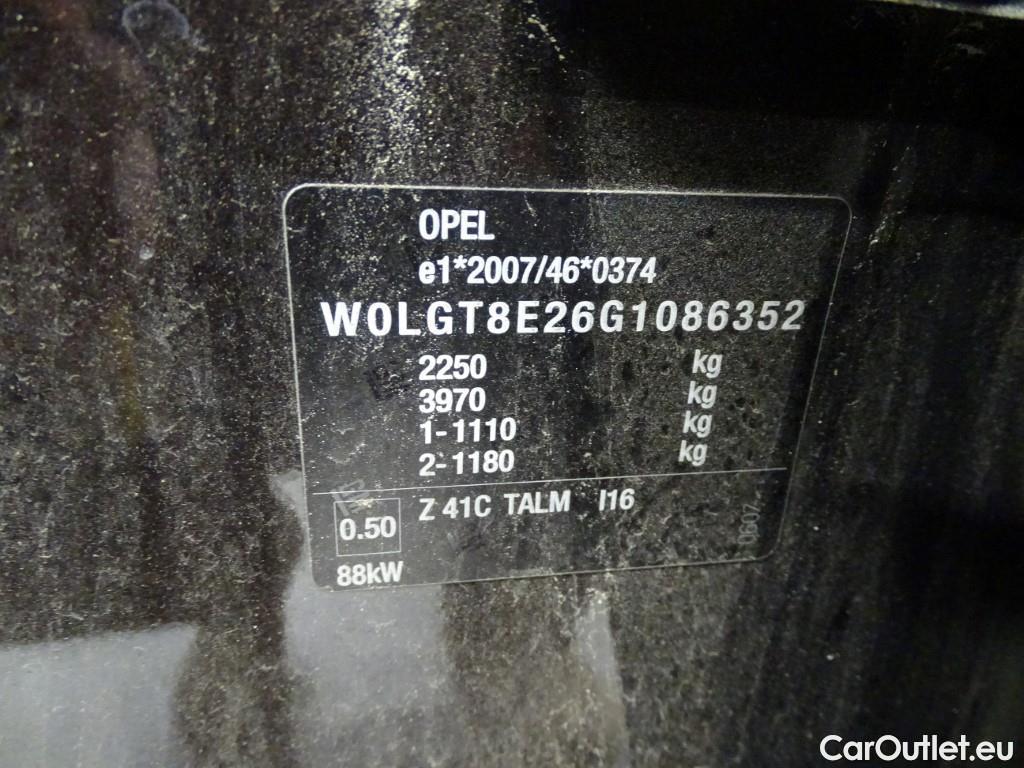 OPEL
e1*2007/46*0374
W0LGT8E26G1086352
2250 kg
3970 kg
1-1110 kg
2-1180 kg
0.50 Z 41C TALM I16
88kW
CarOutlet.eu